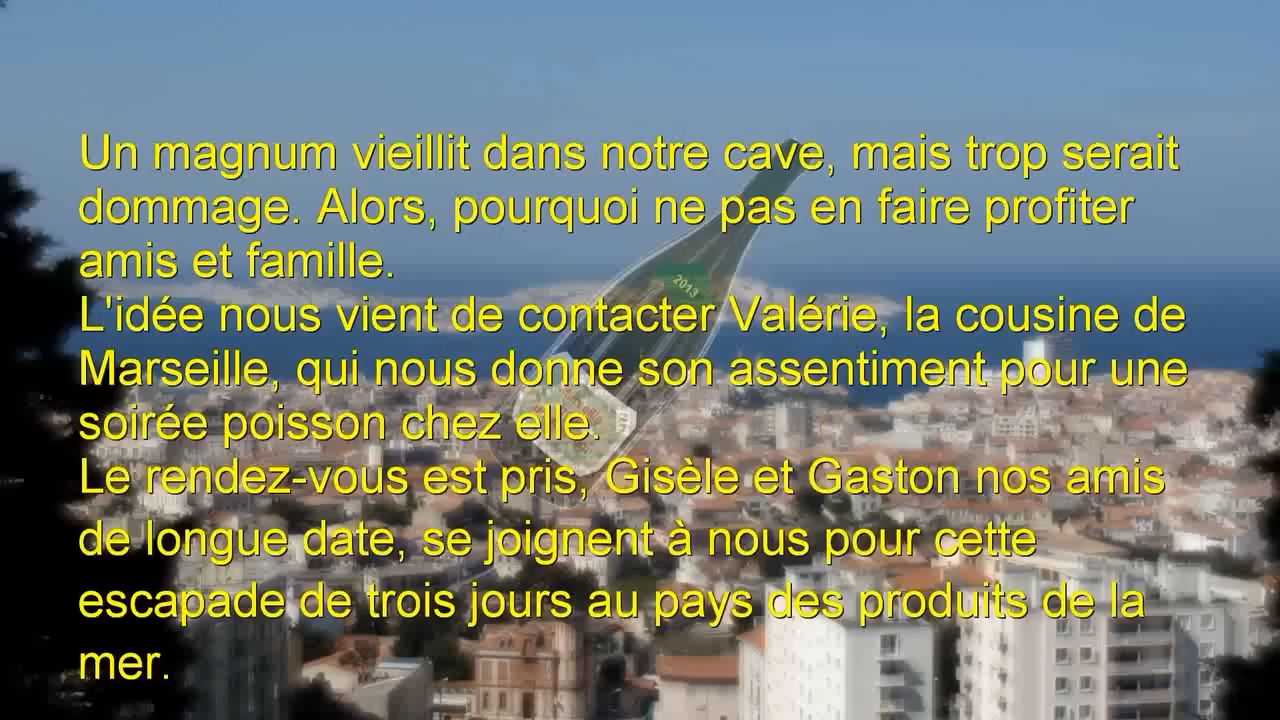 Un magnum vieillit dans notre cave, mais trop serait
dommage. Alors, pourquoi ne pas en faire profiter
amis et famille.
2013
L'idée nous vient de contacter Valérie, la cousine de
Marseille, qui nous donne son assentiment pour une
soirée poisson chez elle.
Le rendez-vous est pris, Gisèle et Gaston nos amis
de longue date, se joignent à nous pour cette
escapade de trois jours au pays des produits de la
mer.